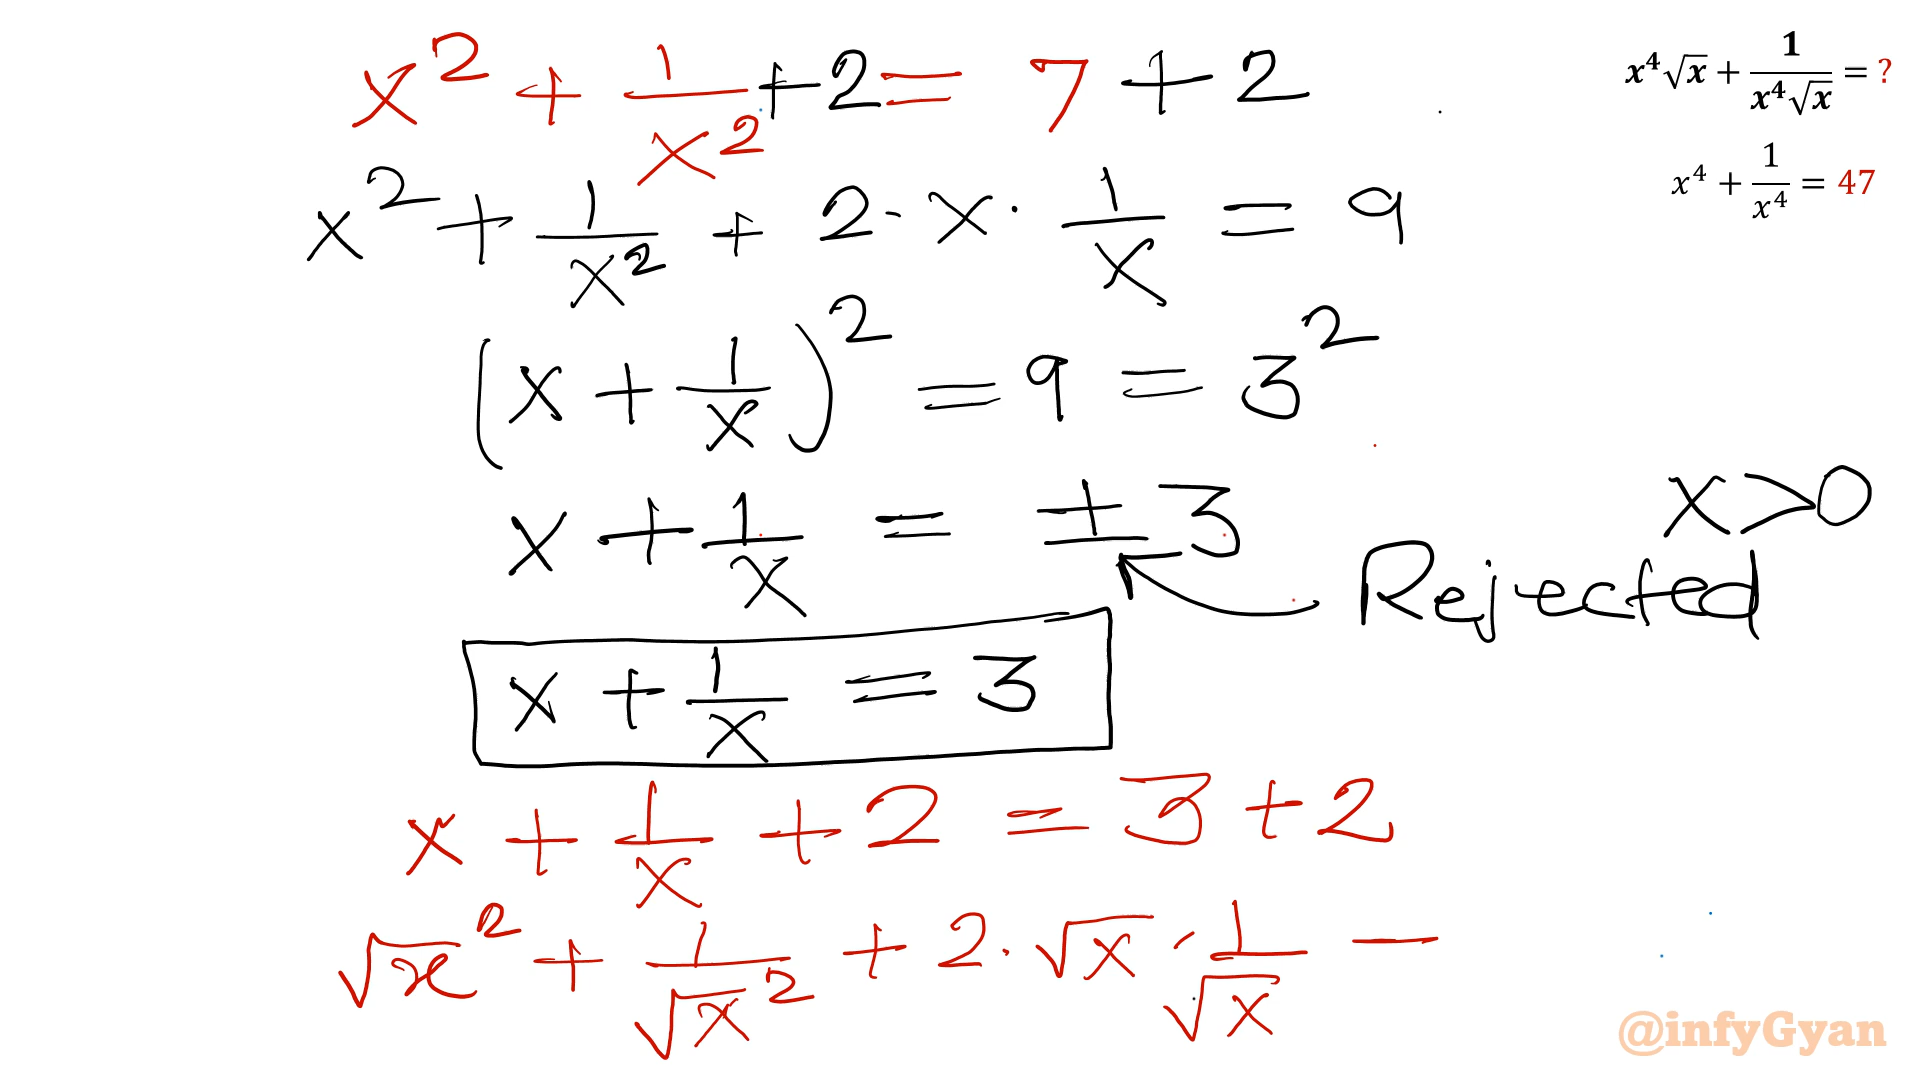 x² + 1/x² + 2 = 7 + 2
x² + 1/x² + 2 · x · 1/x = 9
(x + 1/x)² = 9 = 3²
x + 1/x = ± 3
x + 1/x = 3
x + 1/x + 2 = 3 + 2
√x² + 1/√x² + 2 · √x · 1/√x −
x⁴√x + 1/(x⁴√x) = ?
x⁴ + 1/x⁴ = 47
x > 0
Rejected
@infyGyan